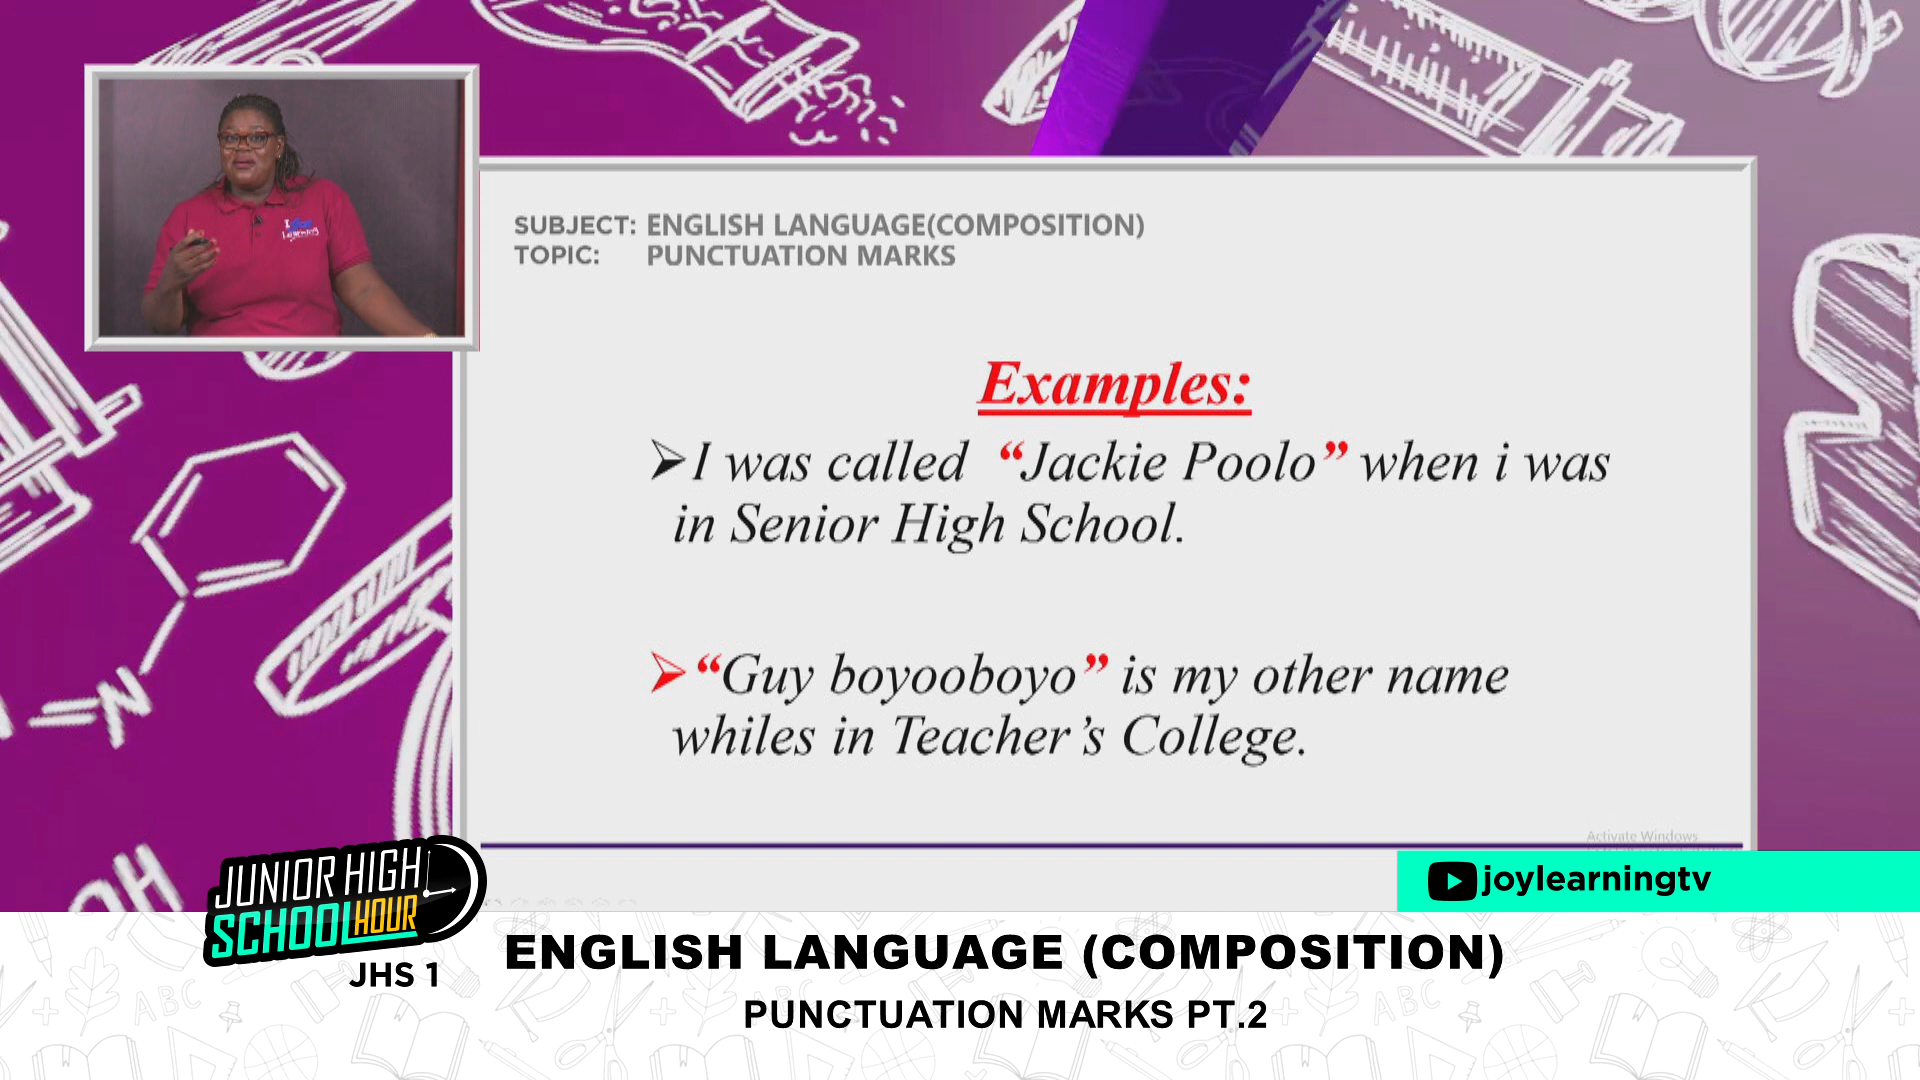 SUBJECT: ENGLISH LANGUAGE(COMPOSITION)
TOPIC: PUNCTUATION MARKS
Examples:
➢I was called “Jackie Poolo” when i was
in Senior High School.
➢“Guy boyooboyo” is my other name
whiles in Teacher’s College.
Activate Windows
joylearningtv
JUNIOR HIGH
SCHOOL HOUR
JHS 1
ENGLISH LANGUAGE (COMPOSITION)
PUNCTUATION MARKS PT.2